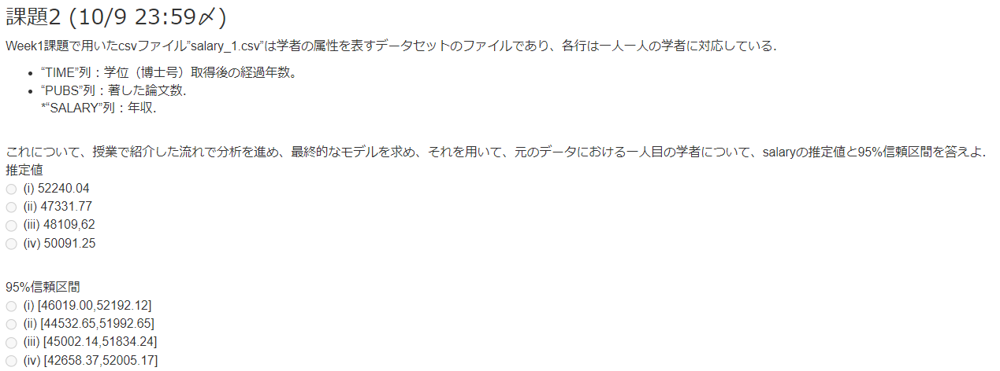 課題2 (10/9 23:59〆)
Week1課題で用いたcsvファイル”salary_1.csv”は学者の属性を表すデータセットのファイルであり、各行は一人一人の学者に対応している.
• “TIME”列：学位（博士号）取得後の経過年数。
• “PUBS”列：著した論文数.
*“SALARY”列：年収.
これについて、授業で紹介した流れで分析を進め、最終的なモデルを求め、それを用いて、元のデータにおける一人目の学者について、salaryの推定値と95%信頼区間を答えよ.
推定値
(i) 52240.04
(ii) 47331.77
(iii) 48109,62
(iv) 50091.25
95%信頼区間
(i) [46019.00,52192.12]
(ii) [44532.65,51992.65]
(iii) [45002.14,51834.24]
(iv) [42658.37,52005.17]